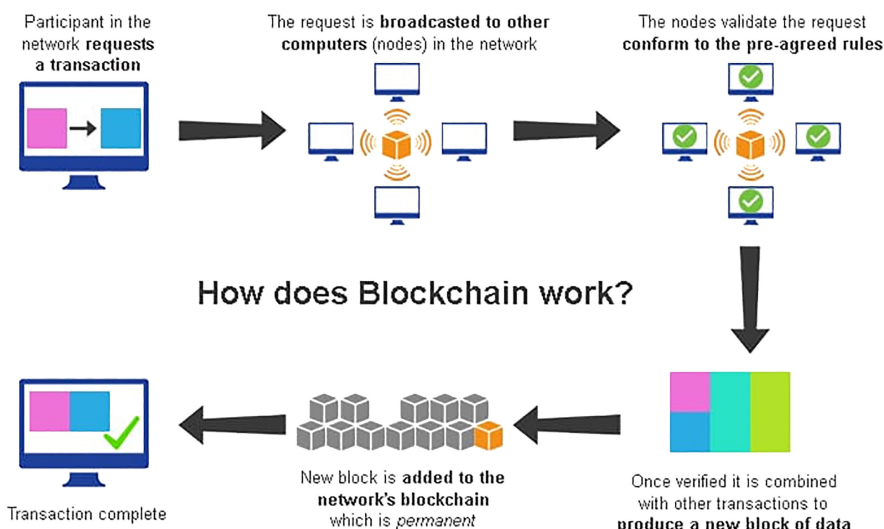 Participant in the
network requests
a transaction
The request is broadcasted to other
computers (nodes) in the network
The nodes validate the request
conform to the pre-agreed rules
How does Blockchain work?
Transaction complete
New block is added to the
network's blockchain
which is permanent
Once verified it is combined
with other transactions to
produce a new block of data